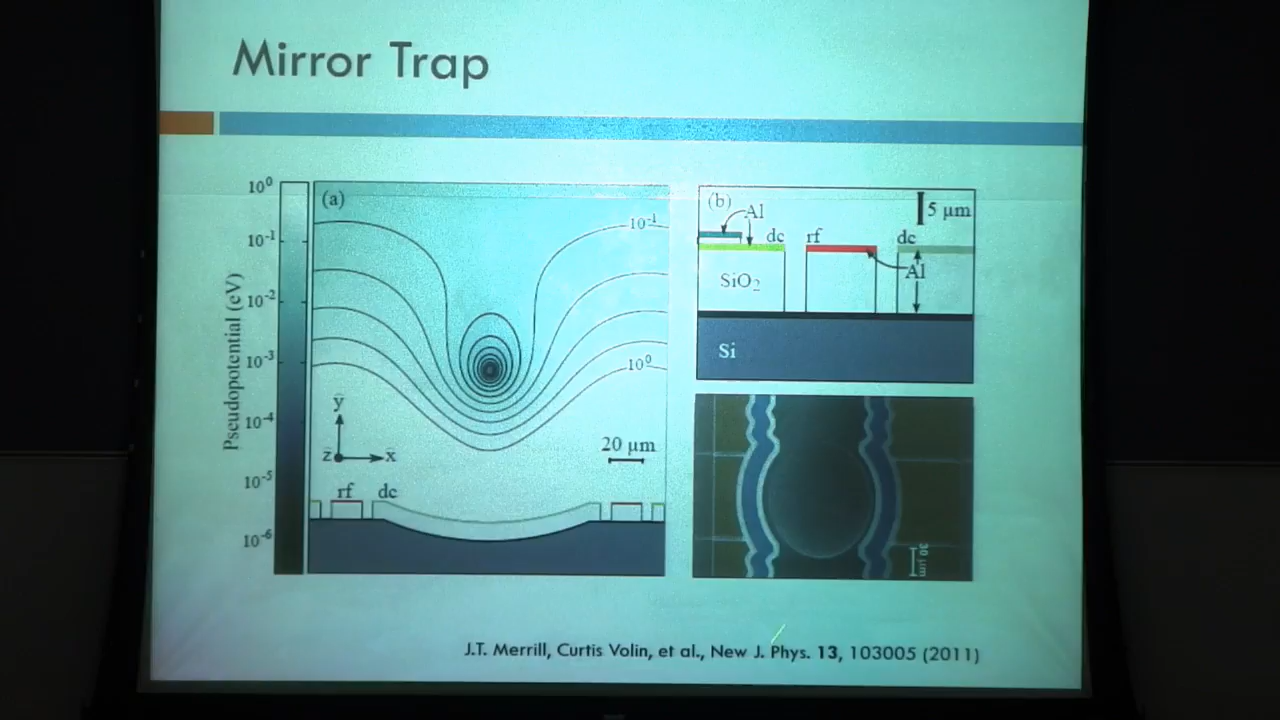 Mirror Trap
(a)
10⁰
10⁻¹
10⁻²
10⁻³
10⁻⁴
10⁻⁵
10⁻⁶
Pseudopotential (eV)
10⁻¹
10⁰
y
z
x
20 µm
rf
dc
(b)
Al
5 µm
dc
rf
dc
Al
SiO₂
Si
30 µm
J.T. Merrill, Curtis Volin, et al., New J. Phys. 13, 103005 (2011)